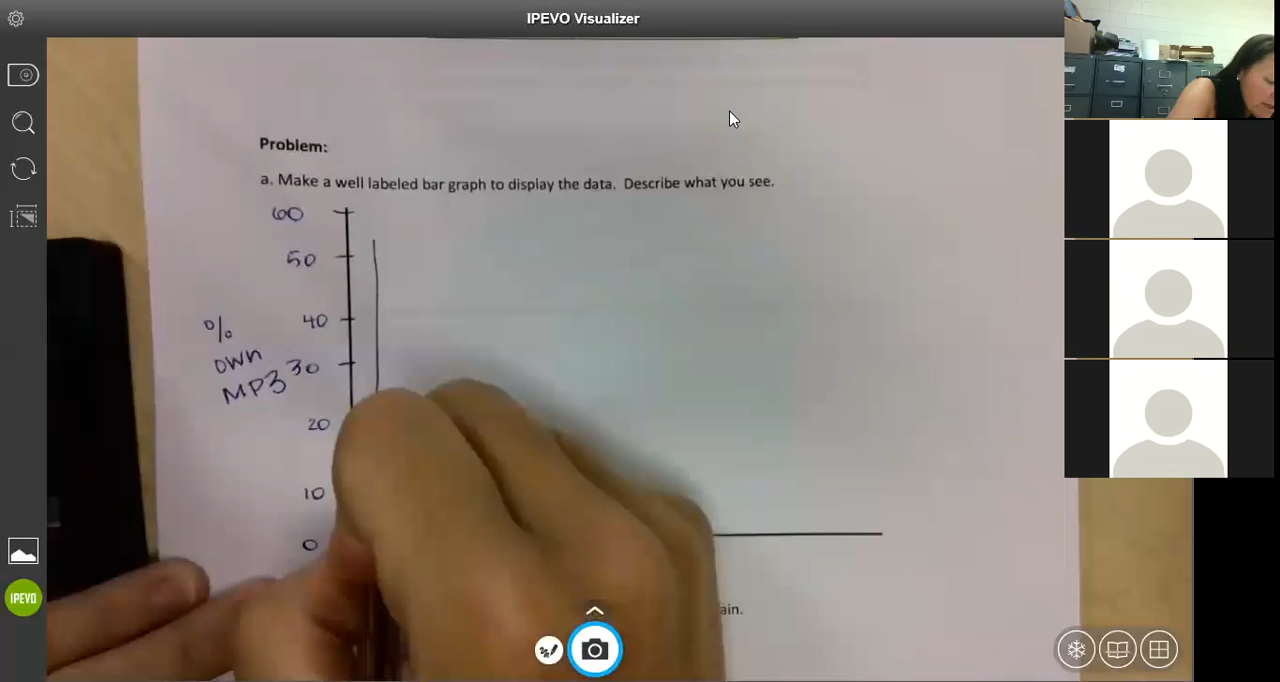 IPEVO Visualizer
Problem:
a. Make a well labeled bar graph to display the data. Describe what you see.
60
50
40
%
own
MP3
30
20
10
0
ain.
IPEVO